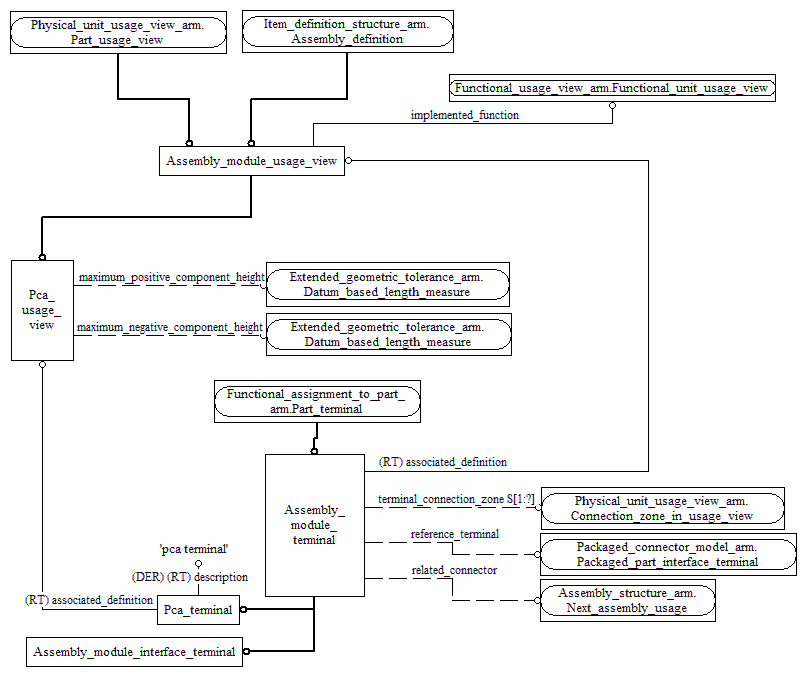 Physical_unit_usage_view_arm.
Part_usage_view
Item_definition_structure_arm.
Assembly_definition
Functional_usage_view_arm.Functional_unit_usage_view
implemented_function
Assembly_module_usage_view
maximum_positive_component_height
Extended_geometric_tolerance_arm.
Datum_based_length_measure
Pca_
usage_
view
maximum_negative_component_height
Extended_geometric_tolerance_arm.
Datum_based_length_measure
Functional_assignment_to_part_
arm.Part_terminal
(RT) associated_definition
Assembly_
module_
terminal
terminal_connection_zone S[1:?]
Physical_unit_usage_view_arm.
Connection_zone_in_usage_view
reference_terminal
Packaged_connector_model_arm.
Packaged_part_interface_terminal
related_connector
Assembly_structure_arm.
Next_assembly_usage
'pca terminal'
(DER) (RT) description
(RT) associated_definition
Pca_terminal
Assembly_module_interface_terminal